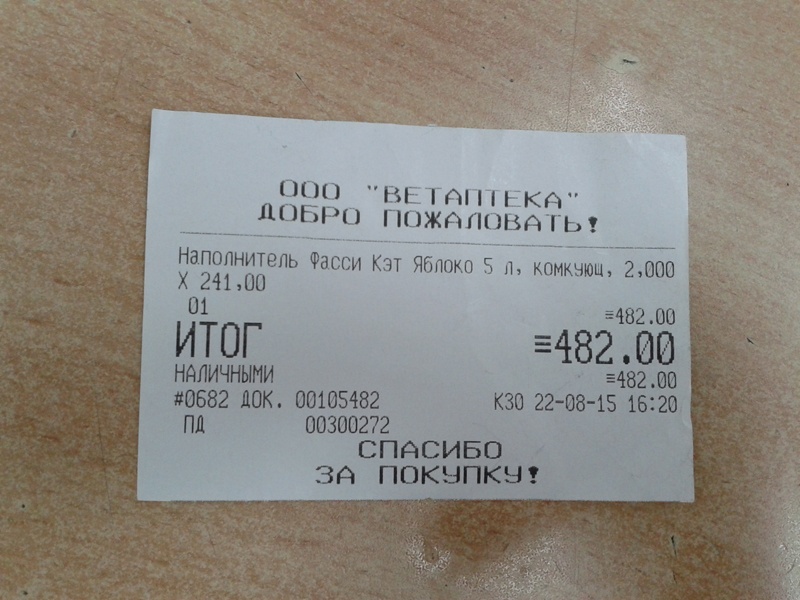 ООО "ВЕТАПТЕКА"
ДОБРО ПОЖАЛОВАТЬ!
Наполнитель Фасси Кэт Яблоко 5 л, комкующ, 2,000
X 241,00
01
≡482.00
ИТОГ ≡482.00
НАЛИЧНЫМИ ≡482.00
#0682 ДОК. 00105482 К30 22-08-15 16:20
ПД 00300272
СПАСИБО
ЗА ПОКУПКУ!